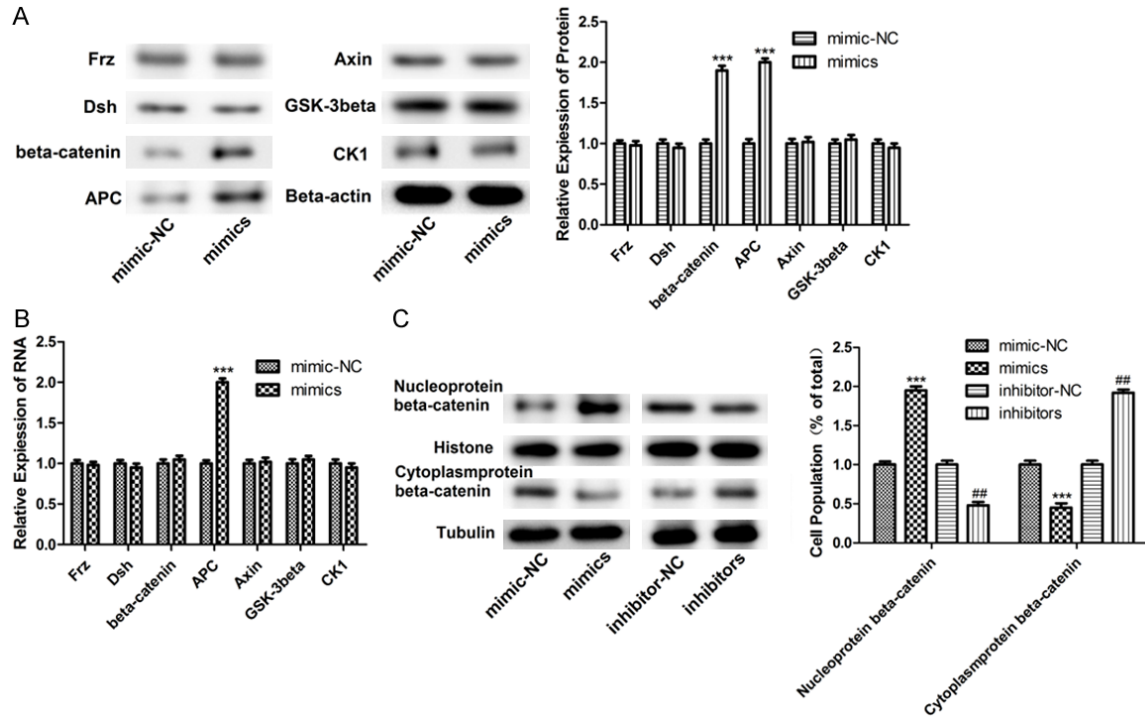 A
Frz
Dsh
beta-catenin
APC
mimic-NC
mimics
Axin
GSK-3beta
CK1
Beta-actin
mimic-NC
mimics
Relative Expiession of Protein
2.5
2.0
1.5
1.0
0.5
0.0
***
***
mimic-NC
mimics
Frz
Dsh
beta-catenin
APC
Axin
GSK-3beta
CK1
B
Relative Expiession of RNA
2.5
2.0
1.5
1.0
0.5
0.0
***
mimic-NC
mimics
Frz
Dsh
beta-catenin
APC
Axin
GSK-3beta
CK1
C
Nucleoprotein
beta-catenin
Histone
Cytoplasmprotein
beta-catenin
Tubulin
mimic-NC
mimics
inhibitor-NC
inhibitors
Cell Population (% of total)
2.5
2.0
1.5
1.0
0.5
0.0
mimic-NC
mimics
inhibitor-NC
inhibitors
***
##
***
##
Nucleoprotein beta-catenin
Cytoplasmprotein beta-catenin